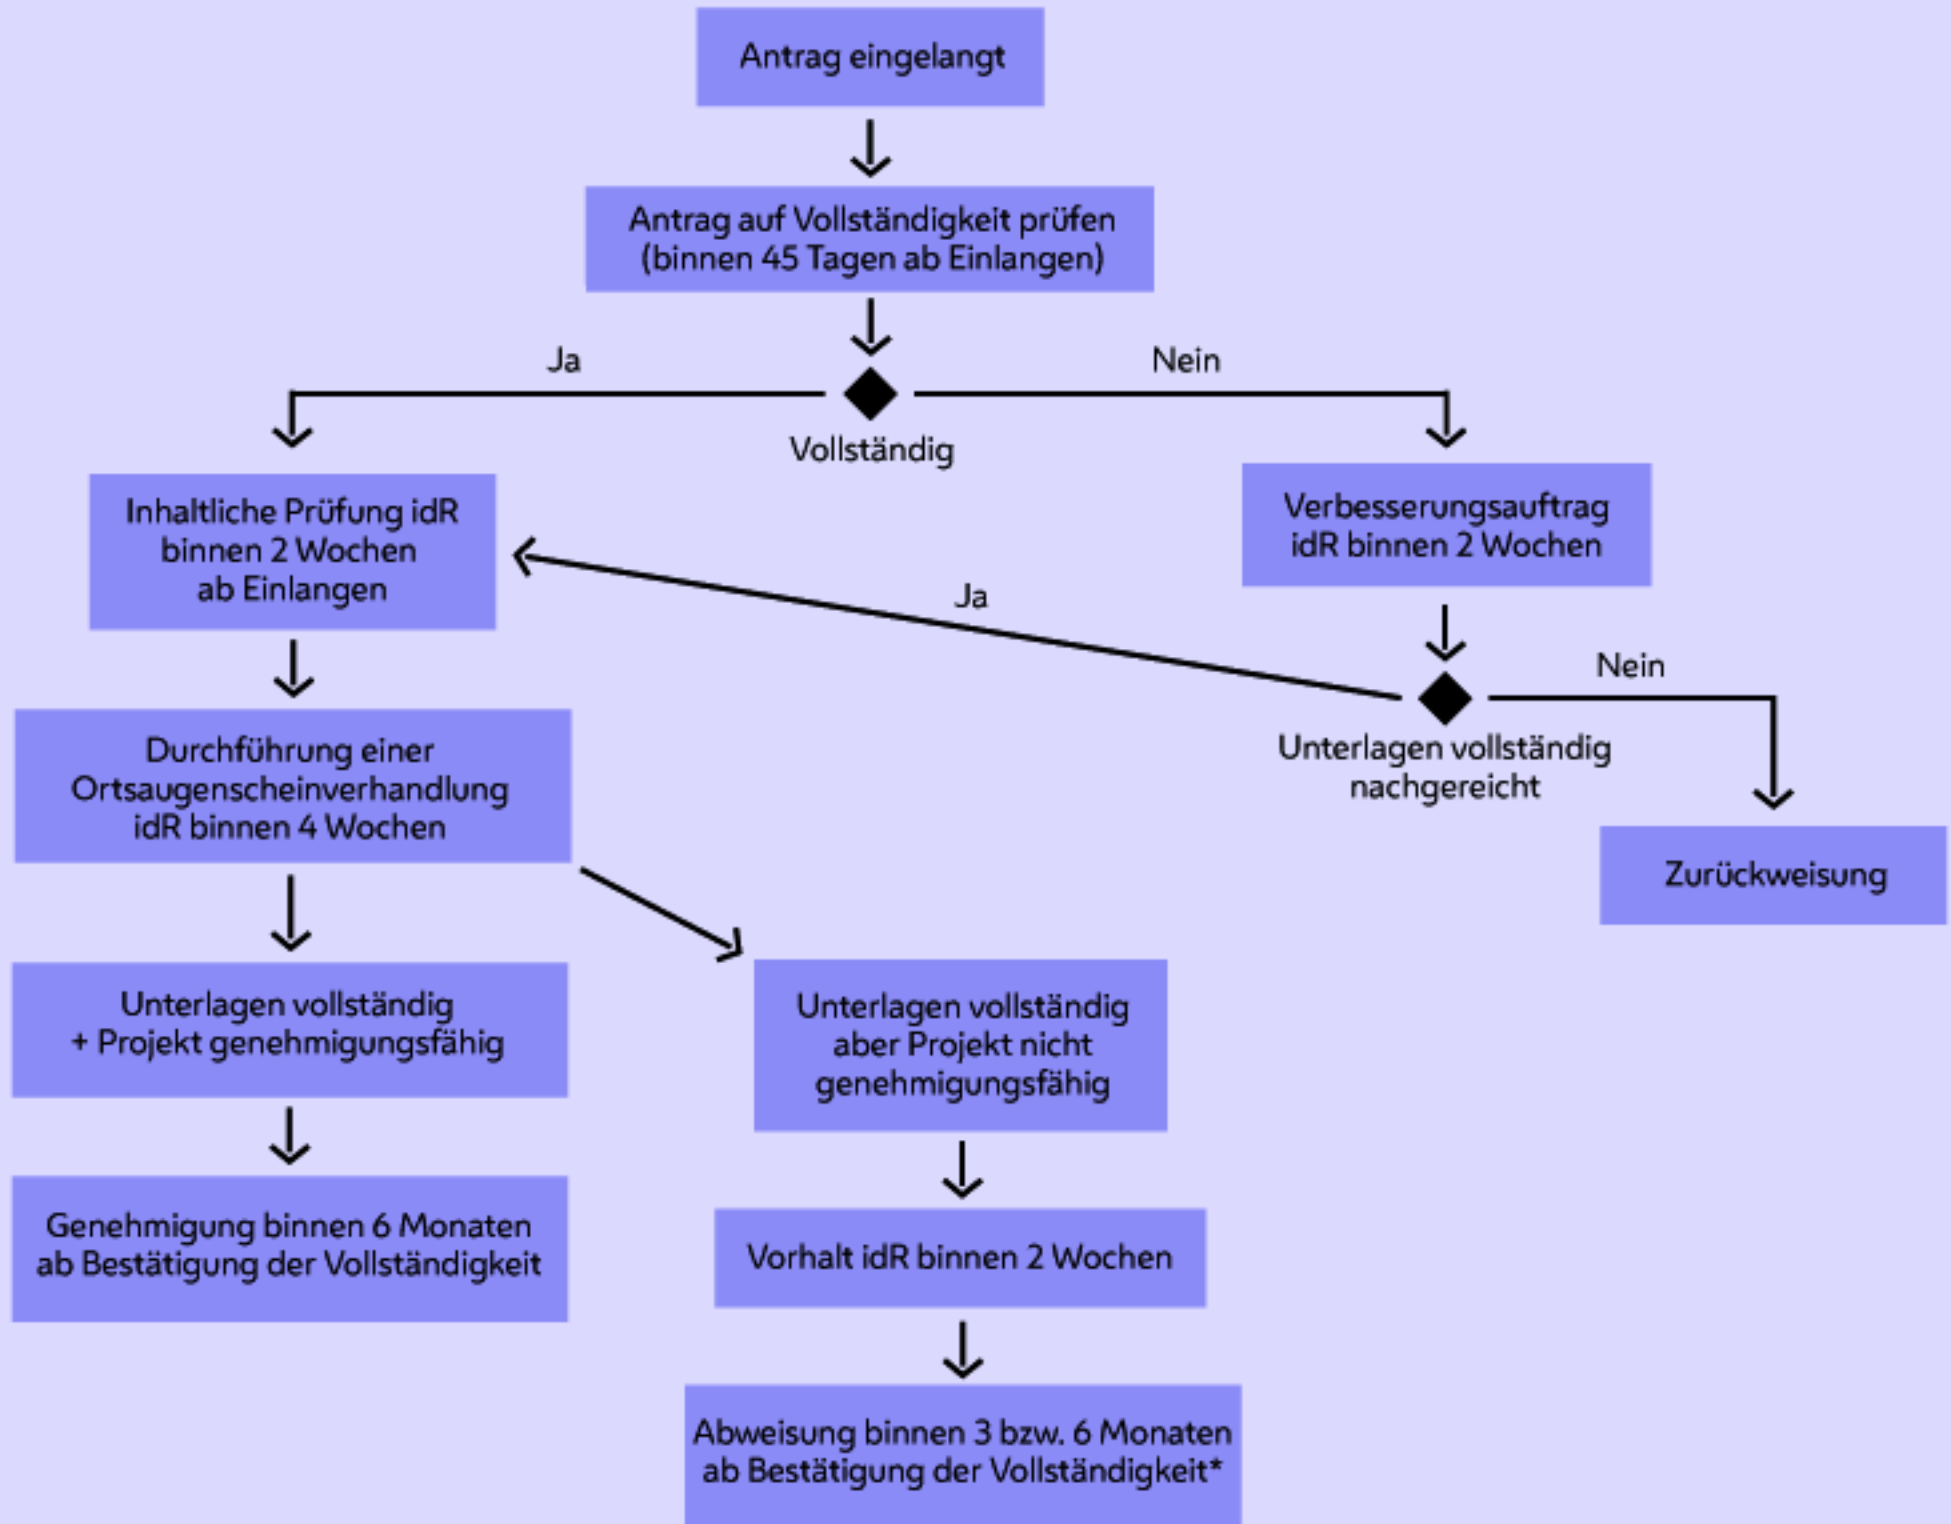 Antrag eingelangt
Antrag auf Vollständigkeit prüfen
(binnen 45 Tagen ab Einlangen)
Ja
Nein
Vollständig
Inhaltliche Prüfung idR
binnen 2 Wochen
ab Einlangen
Verbesserungsauftrag
idR binnen 2 Wochen
Ja
Nein
Unterlagen vollständig
nachgereicht
Durchführung einer
Ortsaugenscheinverhandlung
idR binnen 4 Wochen
Zurückweisung
Unterlagen vollständig
+ Projekt genehmigungsfähig
Unterlagen vollständig
aber Projekt nicht
genehmigungsfähig
Genehmigung binnen 6 Monaten
ab Bestätigung der Vollständigkeit
Vorhalt idR binnen 2 Wochen
Abweisung binnen 3 bzw. 6 Monaten
ab Bestätigung der Vollständigkeit*